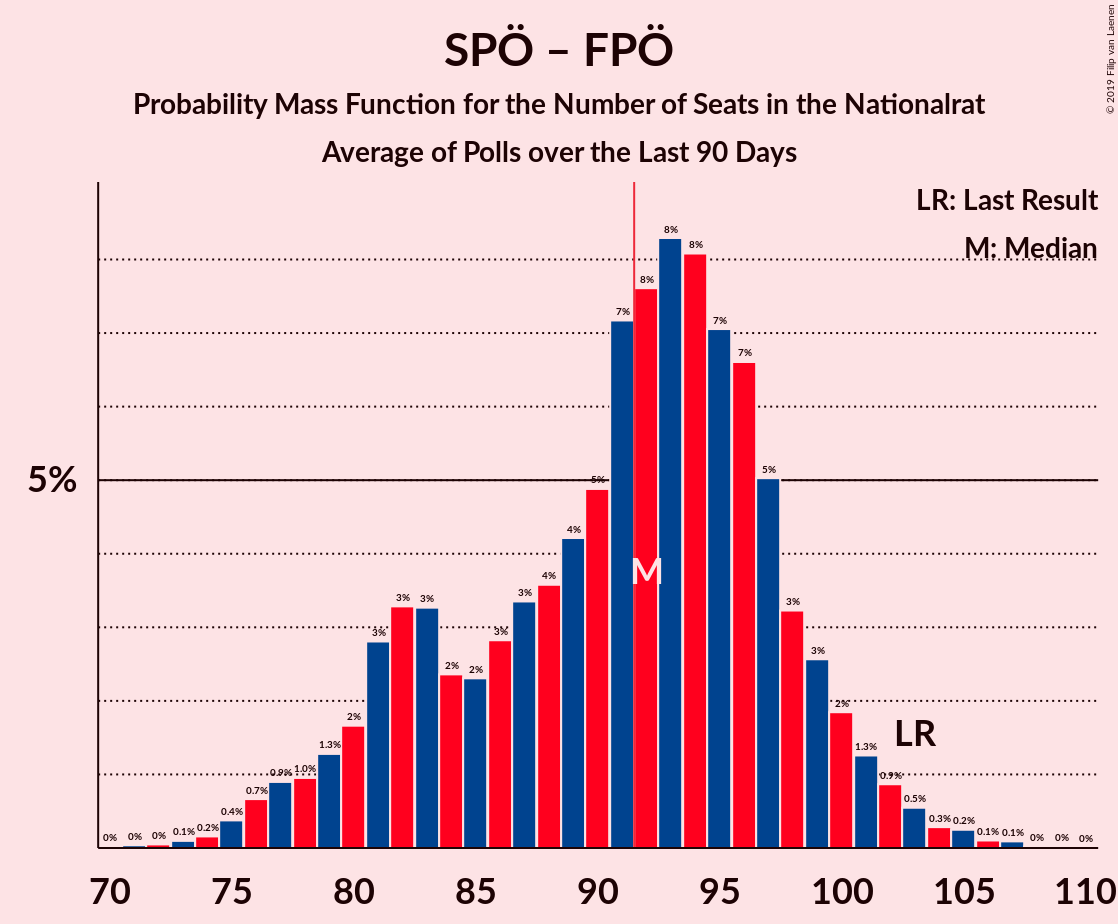 SPÖ – FPÖ
Probability Mass Function for the Number of Seats in the Nationalrat
Average of Polls over the Last 90 Days
© 2019 Filip van Laenen
LR: Last Result
M: Median
5%
0% 0% 0% 0.1% 0.2% 0.4% 0.7% 0.9% 1.0% 1.3% 2% 3% 3% 3% 2% 2% 3% 3% 4% 4% 5% 7% 8% 8% 8% 7% 7% 5% 3% 3% 2% 1.3% 0.9% 0.5% 0.3% 0.2% 0.1% 0.1% 0% 0% 0%
M
LR
70 75 80 85 90 95 100 105 110